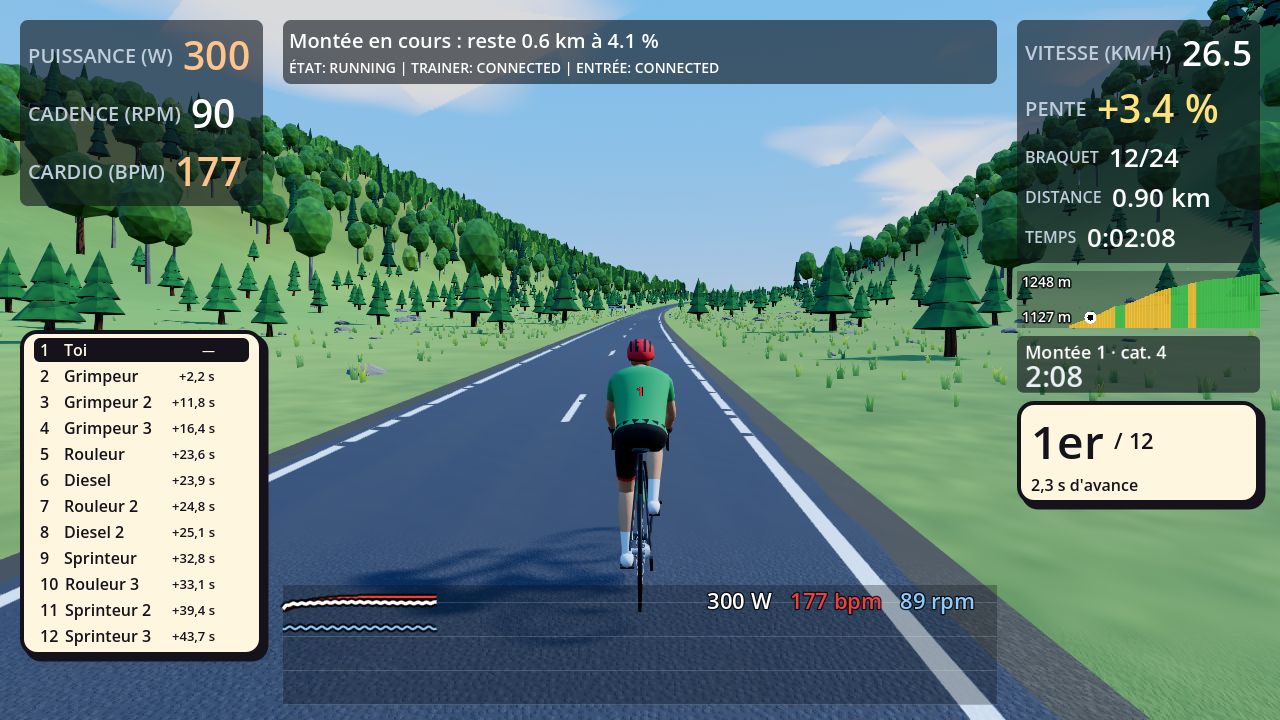 PUISSANCE (W) 300
CADENCE (RPM) 90
CARDIO (BPM) 177
Montée en cours : reste 0.6 km à 4.1 %
ÉTAT: RUNNING | TRAINER: CONNECTED | ENTRÉE: CONNECTED
VITESSE (KM/H) 26.5
PENTE +3.4 %
BRAQUET 12/24
DISTANCE 0.90 km
TEMPS 0:02:08
1248 m
1127 m
Montée 1 · cat. 4
2:08
1er / 12
2,3 s d'avance
1 Toi —
2 Grimpeur +2,2 s
3 Grimpeur 2 +11,8 s
4 Grimpeur 3 +16,4 s
5 Rouleur +23,6 s
6 Diesel +23,9 s
7 Rouleur 2 +24,8 s
8 Diesel 2 +25,1 s
9 Sprinteur +32,8 s
10 Rouleur 3 +33,1 s
11 Sprinteur 2 +39,4 s
12 Sprinteur 3 +43,7 s
1
300 W 177 bpm 89 rpm